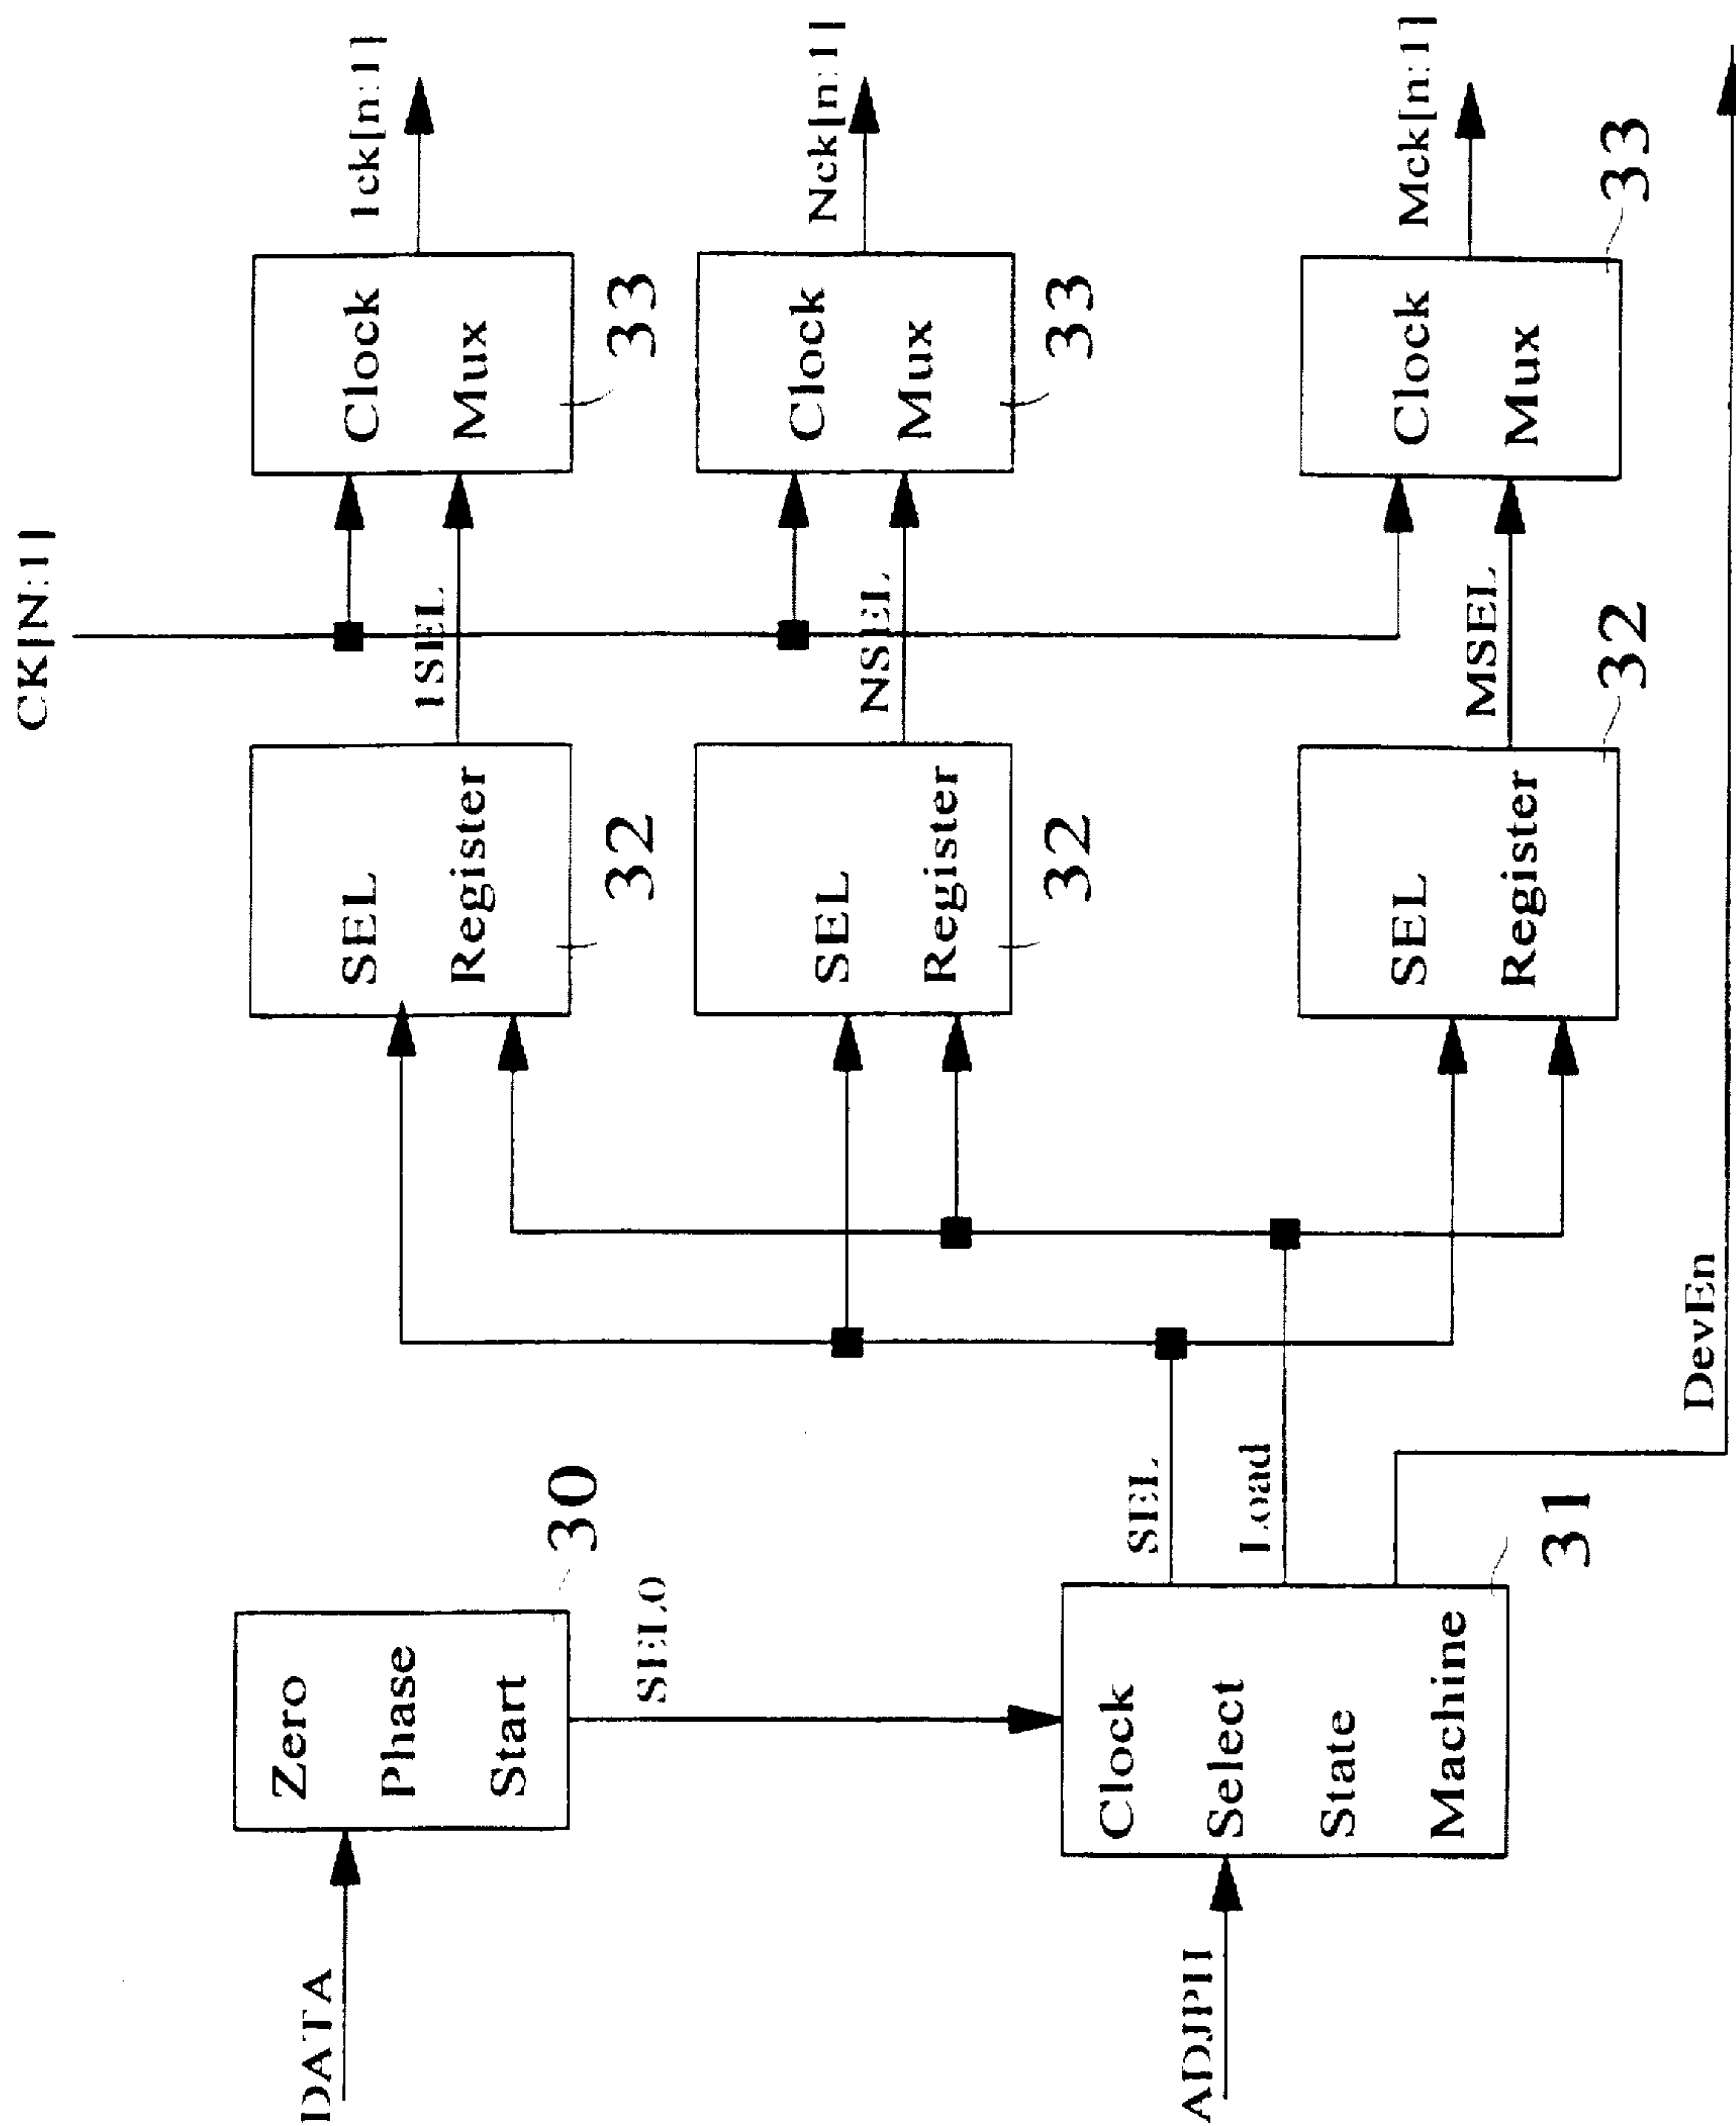 CK[N:1]
DATA
Zero
Phase
Start
30
SEL0
ADJPH
Clock
Select
State
Machine
31
SEL
Load
DevEn
SEL
Register
32
1SEL
Clock
Mux
33
1ck[n:1]
SEL
Register
32
NSEL
Clock
Mux
33
Nck[n:1]
SEL
Register
32
MSEL
Clock
Mux
33
Mck[n:1]